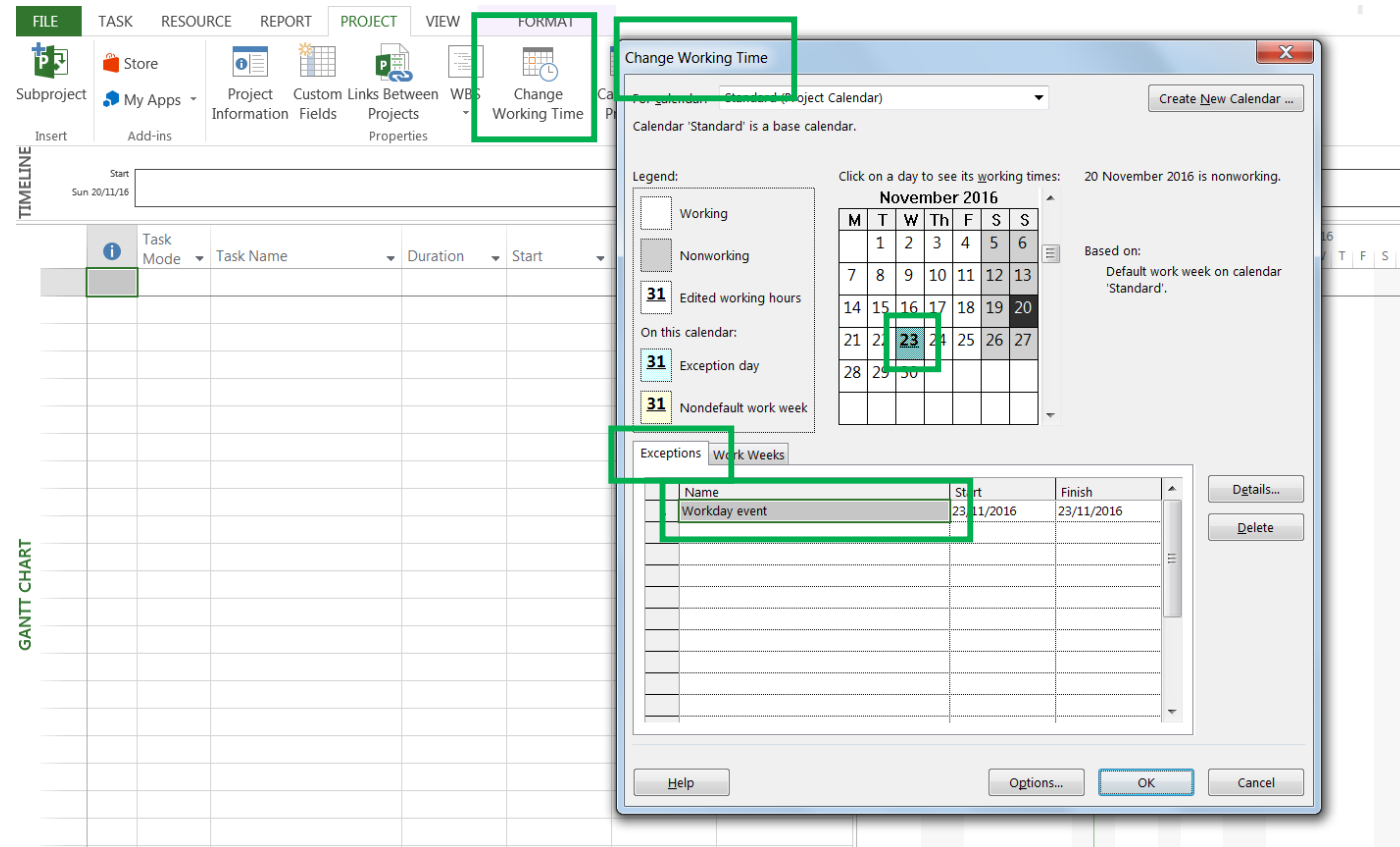 FILE TASK RESOURCE REPORT PROJECT VIEW FORMAT
Subproject
Store
My Apps
Project Information
Custom Fields
Links Between Projects
WBS
Change Working Time
Insert Add-ins Properties
TIMELINE
Start
Sun 20/11/16
Task Mode
Task Name
Duration
Start
T F S
GANTT CHART
Change Working Time
For calendar: Standard (Project Calendar)
Create New Calendar ...
Calendar 'Standard' is a base calendar.
Legend:
Working
Nonworking
31 Edited working hours
On this calendar:
31 Exception day
31 Nondefault work week
Click on a day to see its working times:
November 2016
M T W Th F S S
1 2 3 4 5 6
7 8 9 10 11 12 13
14 15 16 17 18 19 20
21 22 23 24 25 26 27
28 29 30
20 November 2016 is nonworking.
Based on:
Default work week on calendar
'Standard'.
Exceptions Work Weeks
Name Start Finish
Workday event 23/11/2016 23/11/2016
Details...
Delete
Help Options... OK Cancel